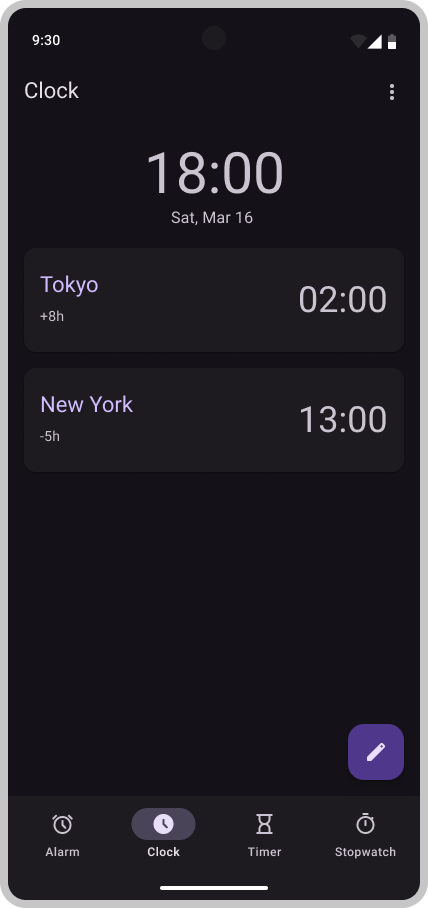 9:30
Clock
18:00
Sat, Mar 16
Tokyo
+8h
02:00
New York
-5h
13:00
Alarm
Clock
Timer
Stopwatch